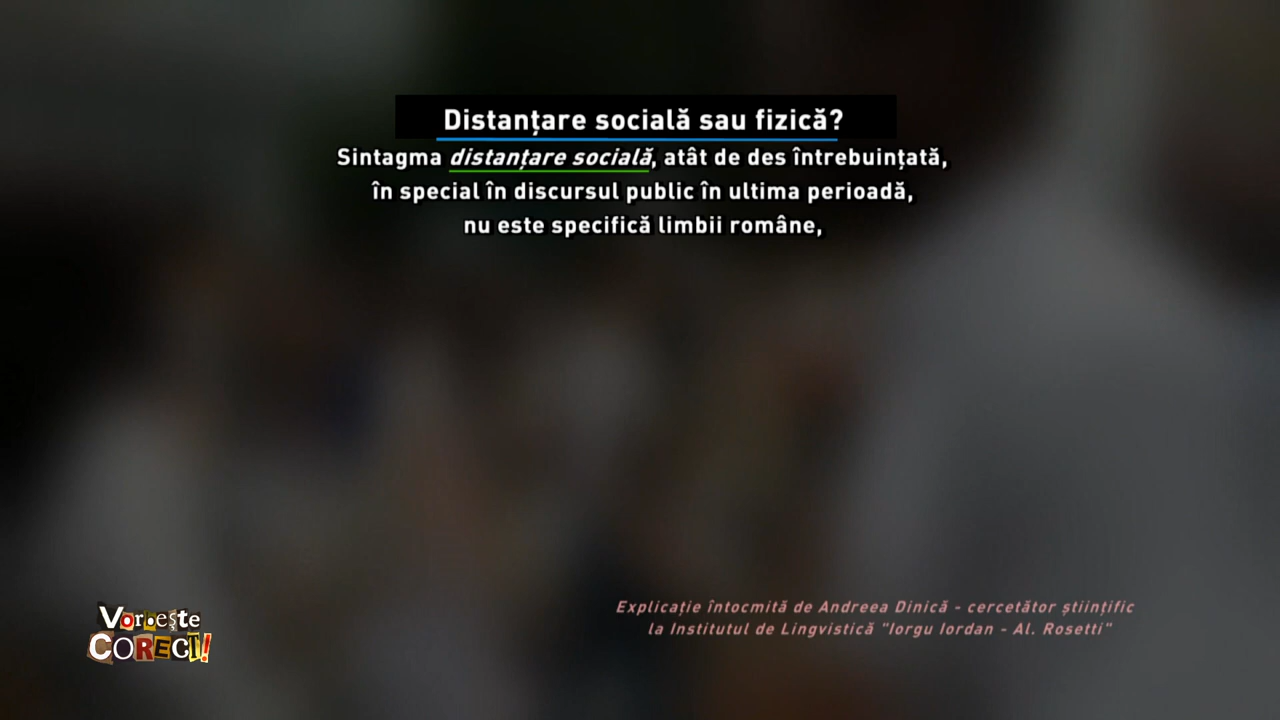 Distanțare socială sau fizică?
Sintagma distanțare socială, atât de des întrebuințată,
în special în discursul public în ultima perioadă,
nu este specifică limbii române,
Explicație întocmită de Andreea Dinică - cercetător științific
la Institutul de Lingvistică "Iorgu Iordan - Al. Rosetti"
Vorbește
CORECT!